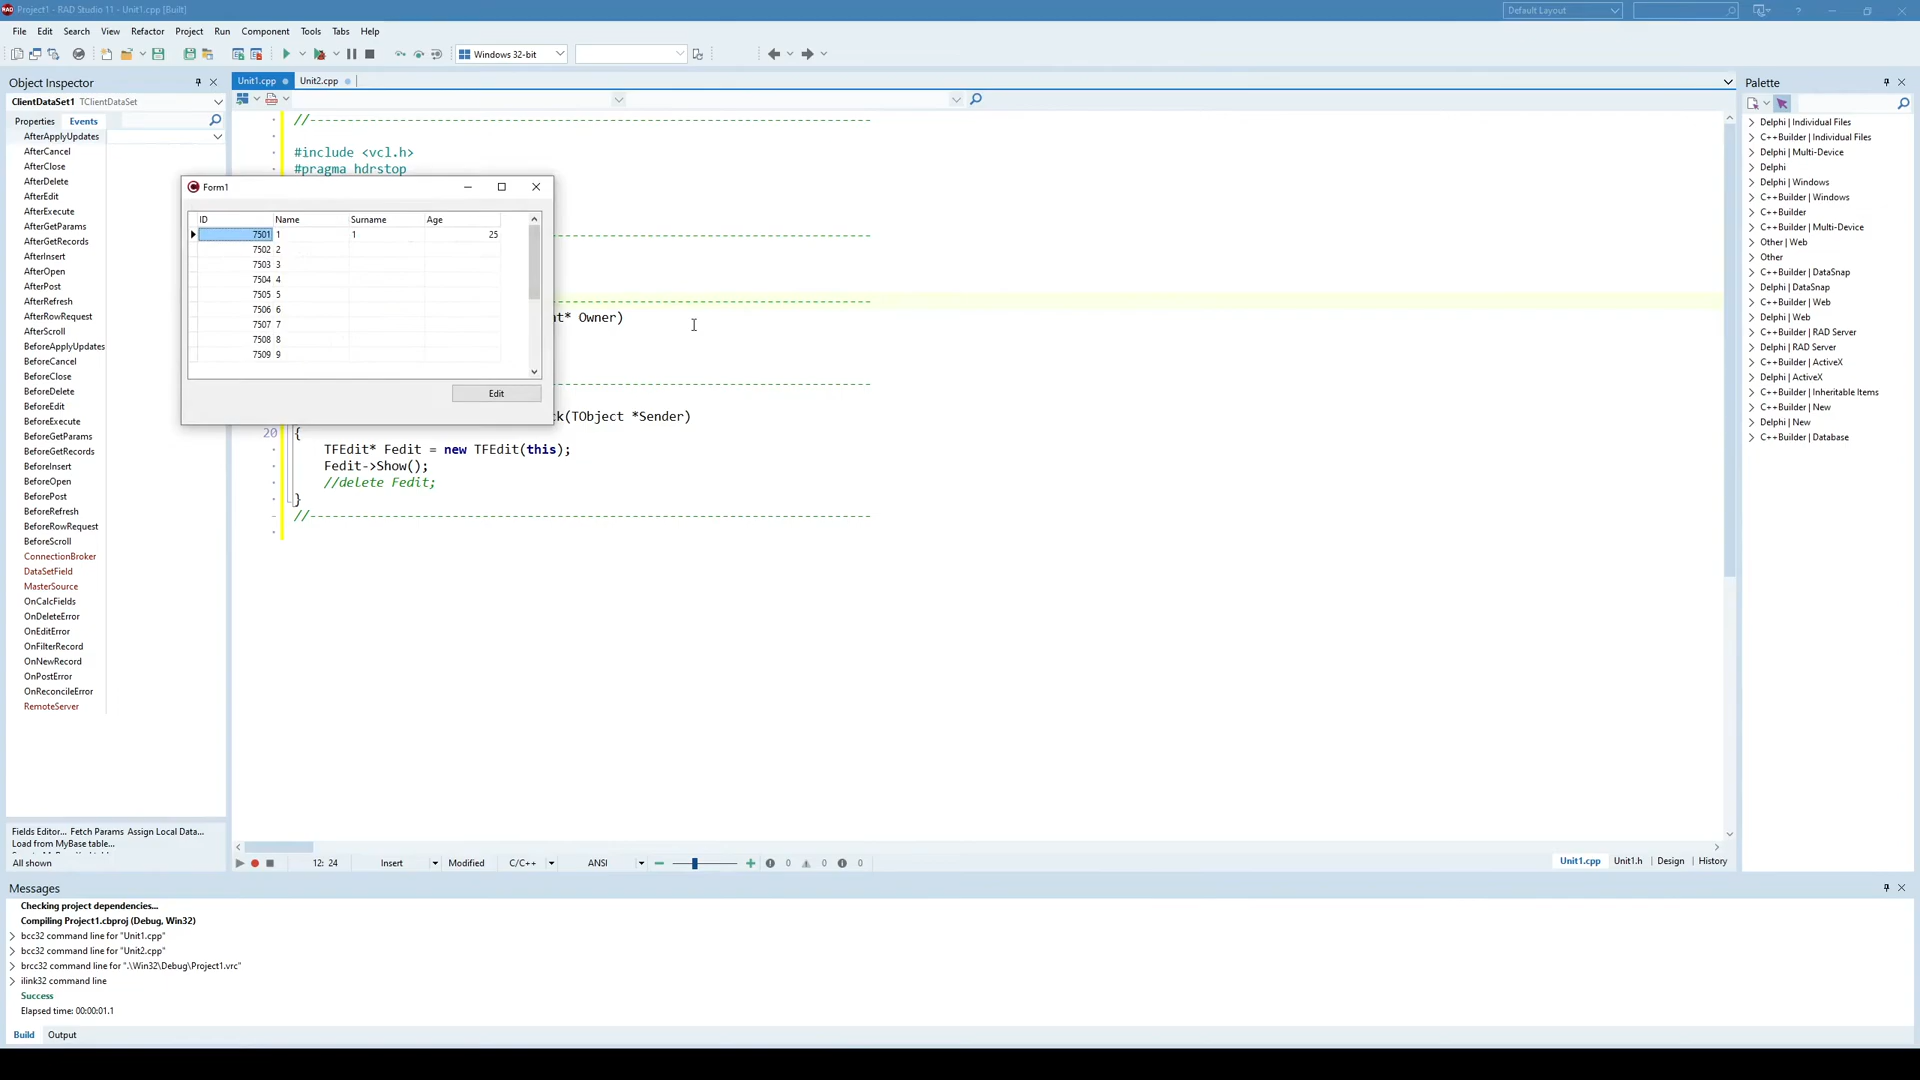 Project1 - RAD Studio 11 - Unit1.cpp [Built]
Default Layout
File Edit Search View Refactor Project Run Component Tools Tabs Help
Windows 32-bit
Object Inspector
ClientDataSet1 TClientDataSet
Properties Events
AfterApplyUpdates
AfterCancel
AfterClose
AfterDelete
AfterEdit
AfterExecute
AfterGetParams
AfterGetRecords
AfterInsert
AfterOpen
AfterPost
AfterRefresh
AfterRowRequest
AfterScroll
BeforeApplyUpdates
BeforeCancel
BeforeClose
BeforeDelete
BeforeEdit
BeforeExecute
BeforeGetParams
BeforeGetRecords
BeforeInsert
BeforeOpen
BeforePost
BeforeRefresh
BeforeRowRequest
BeforeScroll
ConnectionBroker
DataSetField
MasterSource
OnCalcFields
OnDeleteError
OnEditError
OnFilterRecord
OnNewRecord
OnPostError
OnReconcileError
RemoteServer
Fields Editor... Fetch Params Assign Local Data...
Load from MyBase table...
All shown
Unit1.cpp Unit2.cpp
//---------------------------------------------------------------------------
#include <vcl.h>
#pragma hdrstop
Form1
ID Name Surname Age
7501 1 1 25
7502 2
7503 3
7504 4
7505 5
7506 6
7507 7
7508 8
7509 9
Edit
t* Owner)
ck(TObject *Sender)
20 {
TFEdit* Fedit = new TFEdit(this);
Fedit->Show();
//delete Fedit;
}
//---------------------------------------------------------------------------
12: 24 Insert Modified C/C++ ANSI 0 0 0
Unit1.cpp Unit1.h Design History
Palette
Delphi | Individual Files
C++Builder | Individual Files
Delphi | Multi-Device
Delphi
Delphi | Windows
C++Builder | Windows
C++Builder
C++Builder | Multi-Device
Other | Web
Other
C++Builder | DataSnap
Delphi | DataSnap
C++Builder | Web
Delphi | Web
C++Builder | RAD Server
Delphi | RAD Server
C++Builder | ActiveX
Delphi | ActiveX
C++Builder | Inheritable Items
C++Builder | New
Delphi | New
C++Builder | Database
Messages
Checking project dependencies...
Compiling Project1.cbproj (Debug, Win32)
bcc32 command line for "Unit1.cpp"
bcc32 command line for "Unit2.cpp"
brcc32 command line for ".\Win32\Debug\Project1.vrc"
ilink32 command line
Success
Elapsed time: 00:00:01.1
Build Output